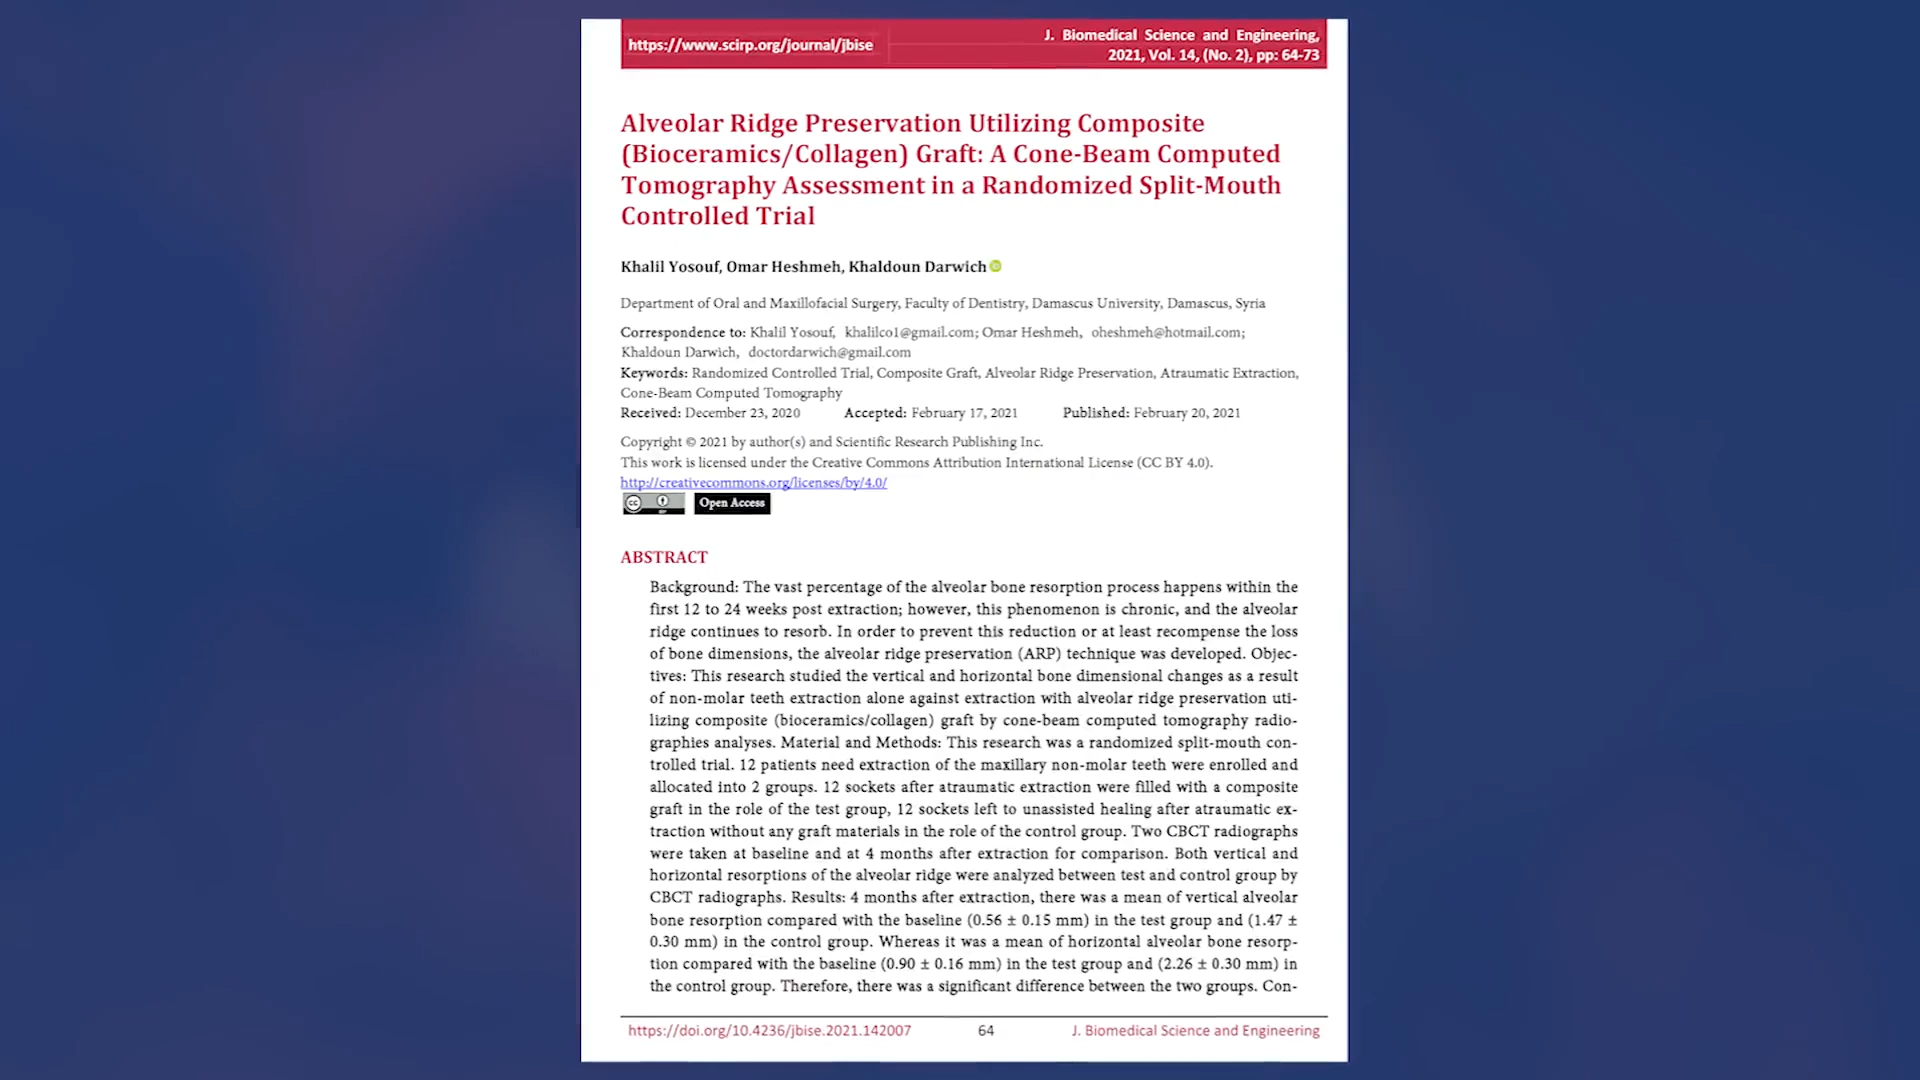 https://www.scirp.org/journal/jbise
J. Biomedical Science and Engineering,
2021, Vol. 14, (No. 2), pp: 64-73
Alveolar Ridge Preservation Utilizing Composite
(Bioceramics/Collagen) Graft: A Cone-Beam Computed
Tomography Assessment in a Randomized Split-Mouth
Controlled Trial
Khalil Yosouf, Omar Heshmeh, Khaldoun Darwich
Department of Oral and Maxillofacial Surgery, Faculty of Dentistry, Damascus University, Damascus, Syria
Correspondence to: Khalil Yosouf, khalilco1@gmail.com; Omar Heshmeh, oheshmeh@hotmail.com;
Khaldoun Darwich, doctordarwich@gmail.com
Keywords: Randomized Controlled Trial, Composite Graft, Alveolar Ridge Preservation, Atraumatic Extraction,
Cone-Beam Computed Tomography
Received: December 23, 2020 Accepted: February 17, 2021 Published: February 20, 2021
Copyright © 2021 by author(s) and Scientific Research Publishing Inc.
This work is licensed under the Creative Commons Attribution International License (CC BY 4.0).
http://creativecommons.org/licenses/by/4.0/
cc BY Open Access
ABSTRACT
Background: The vast percentage of the alveolar bone resorption process happens within the
first 12 to 24 weeks post extraction; however, this phenomenon is chronic, and the alveolar
ridge continues to resorb. In order to prevent this reduction or at least recompense the loss
of bone dimensions, the alveolar ridge preservation (ARP) technique was developed. Objec-
tives: This research studied the vertical and horizontal bone dimensional changes as a result
of non-molar teeth extraction alone against extraction with alveolar ridge preservation uti-
lizing composite (bioceramics/collagen) graft by cone-beam computed tomography radio-
graphies analyses. Material and Methods: This research was a randomized split-mouth con-
trolled trial. 12 patients need extraction of the maxillary non-molar teeth were enrolled and
allocated into 2 groups. 12 sockets after atraumatic extraction were filled with a composite
graft in the role of the test group, 12 sockets left to unassisted healing after atraumatic ex-
traction without any graft materials in the role of the control group. Two CBCT radiographs
were taken at baseline and at 4 months after extraction for comparison. Both vertical and
horizontal resorptions of the alveolar ridge were analyzed between test and control group by
CBCT radiographs. Results: 4 months after extraction, there was a mean of vertical alveolar
bone resorption compared with the baseline (0.56 ± 0.15 mm) in the test group and (1.47 ±
0.30 mm) in the control group. Whereas it was a mean of horizontal alveolar bone resorp-
tion compared with the baseline (0.90 ± 0.16 mm) in the test group and (2.26 ± 0.30 mm) in
the control group. Therefore, there was a significant difference between the two groups. Con-
https://doi.org/10.4236/jbise.2021.142007 64 J. Biomedical Science and Engineering